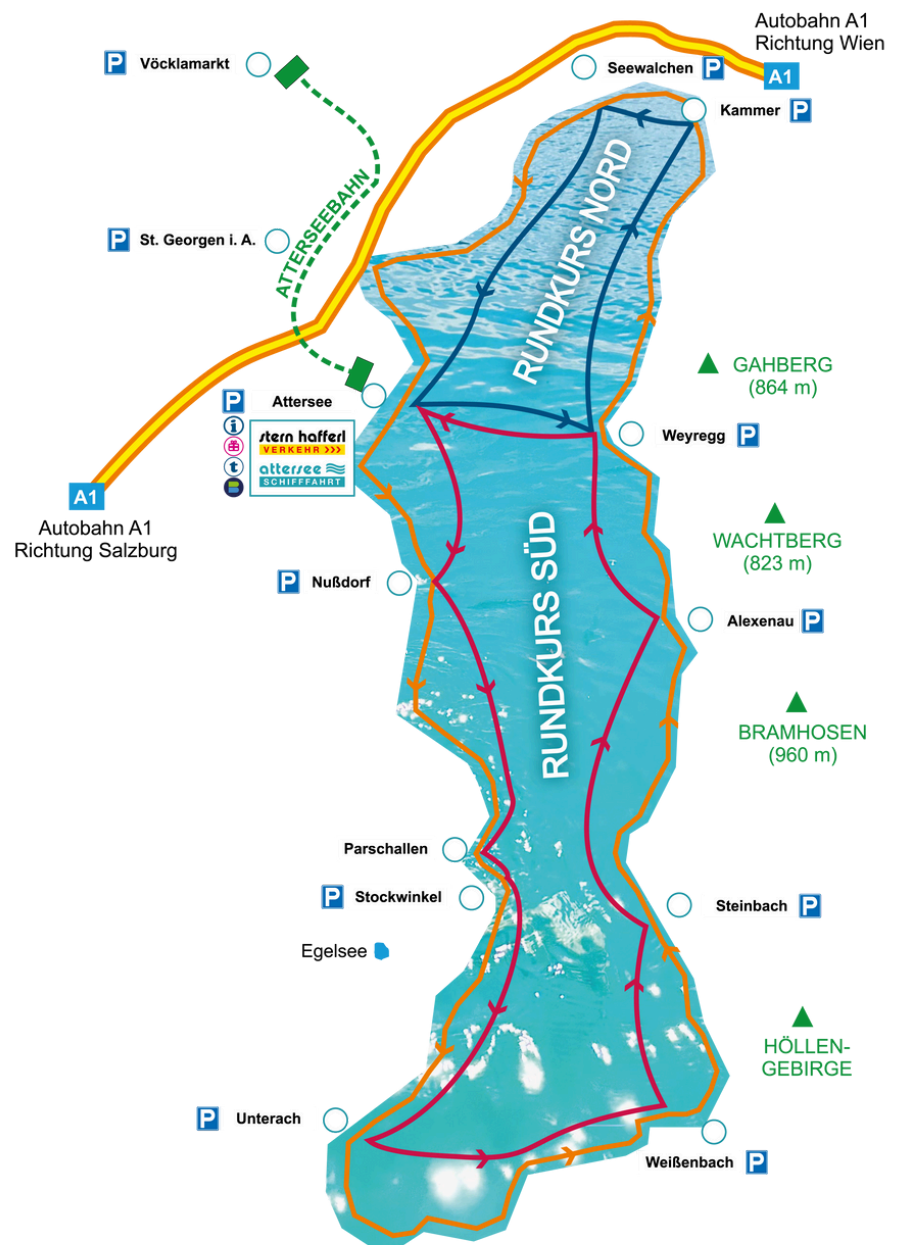 Autobahn A1
Richtung Wien
A1
P Vöcklamarkt
Seewalchen P
Kammer P
RUNDKURS NORD
ATTERSEEBAHN
P St. Georgen i. A.
GAHBERG
(864 m)
P Attersee
i
t
stern hafferl
VERKEHR >>>
attersee
SCHIFFFAHRT
Weyregg P
A1
Autobahn A1
Richtung Salzburg
WACHTBERG
(823 m)
RUNDKURS SÜD
P Nußdorf
Alexenau P
BRAMHOSEN
(960 m)
Parschallen
P Stockwinkel
Steinbach P
Egelsee
HÖLLEN-
GEBIRGE
P Unterach
Weißenbach P